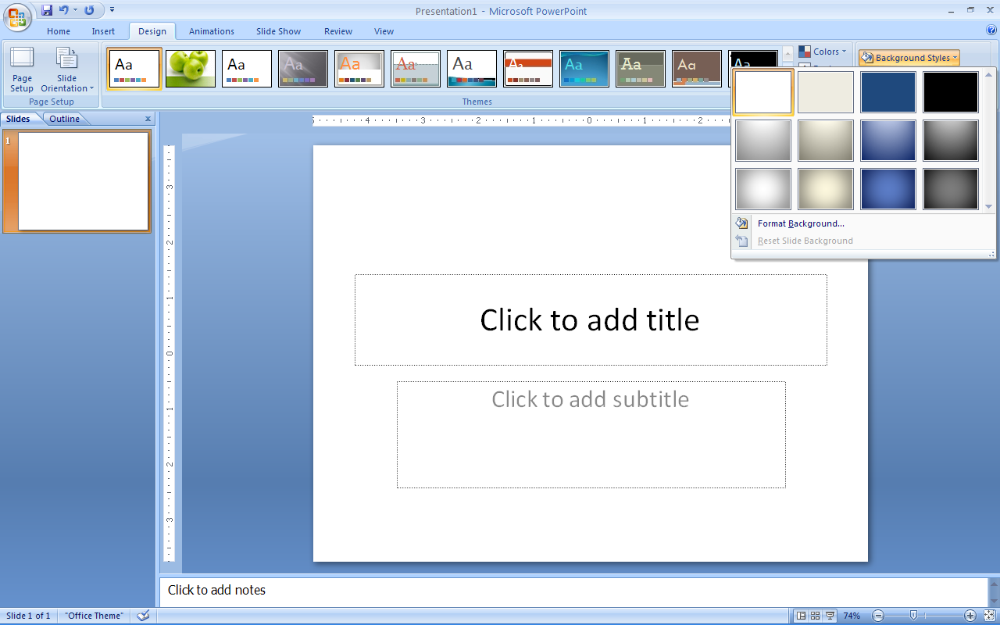 Presentation1 - Microsoft PowerPoint
Home Insert Design Animations Slide Show Review View
Aa Aa Aa Aa Aa Aa Aa Aa Aa Aa Aa
Colors
Background Styles
Page Setup
Slide Orientation
Page Setup
Themes
Slides Outline x
5 4 3 2 1 0 1 2
1
3
2
1
0
1
2
3
Format Background...
Reset Slide Background
Click to add title
Click to add subtitle
Click to add notes
Slide 1 of 1 "Office Theme" 74%